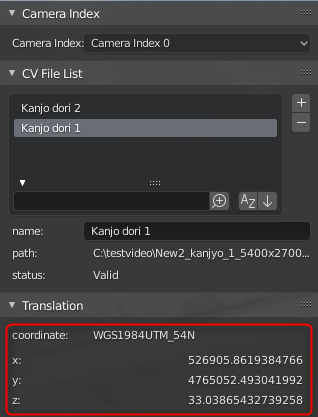 Camera Index
Camera Index: Camera Index 0
CV File List
Kanjo dori 2
Kanjo dori 1
name: Kanjo dori 1
path: C:\testvideo\New2_kanjyo_1_5400x2700...
status: Valid
Translation
coordinate: WGS1984UTM_54N
x: 526905.8619384766
y: 4765052.493041992
z: 33.03865432739258